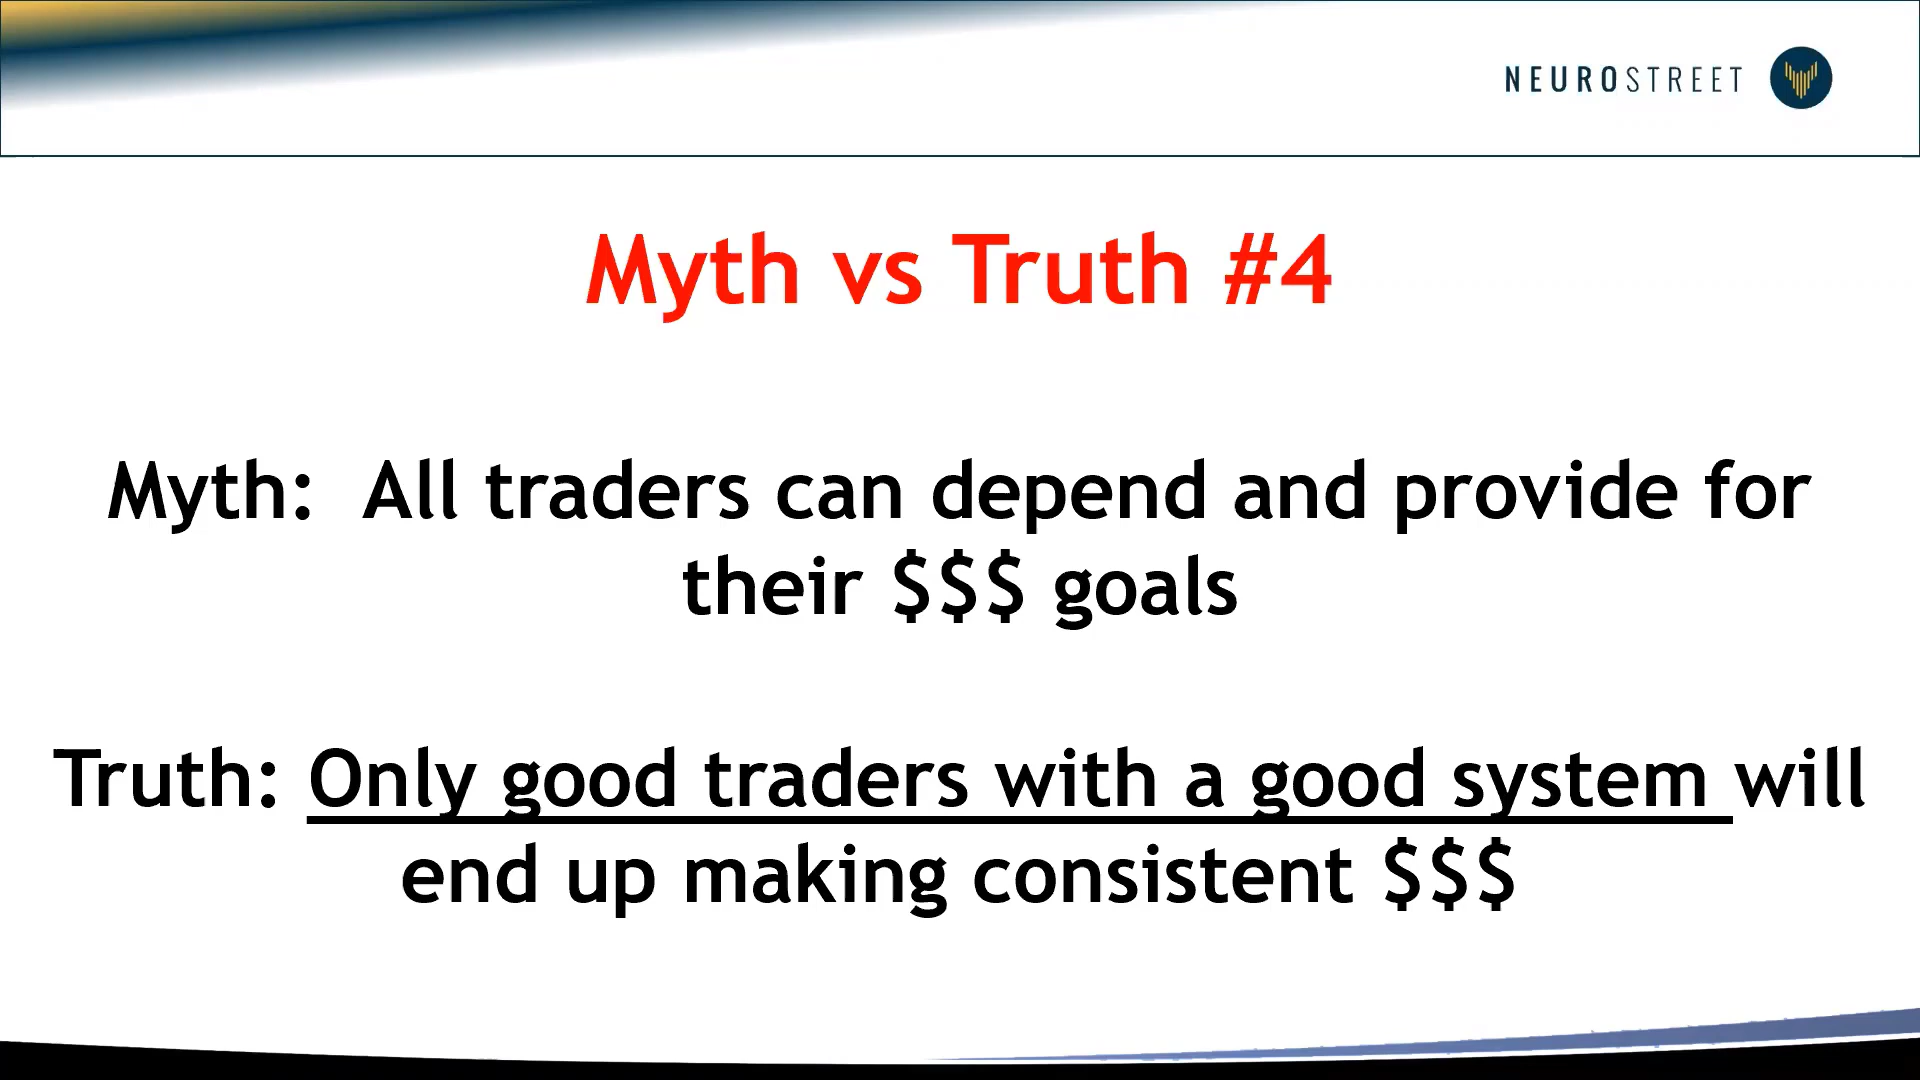 NEUROSTREET
Myth vs Truth #4
Myth:  All traders can depend and provide for
their $$$ goals
Truth: Only good traders with a good system will
end up making consistent $$$